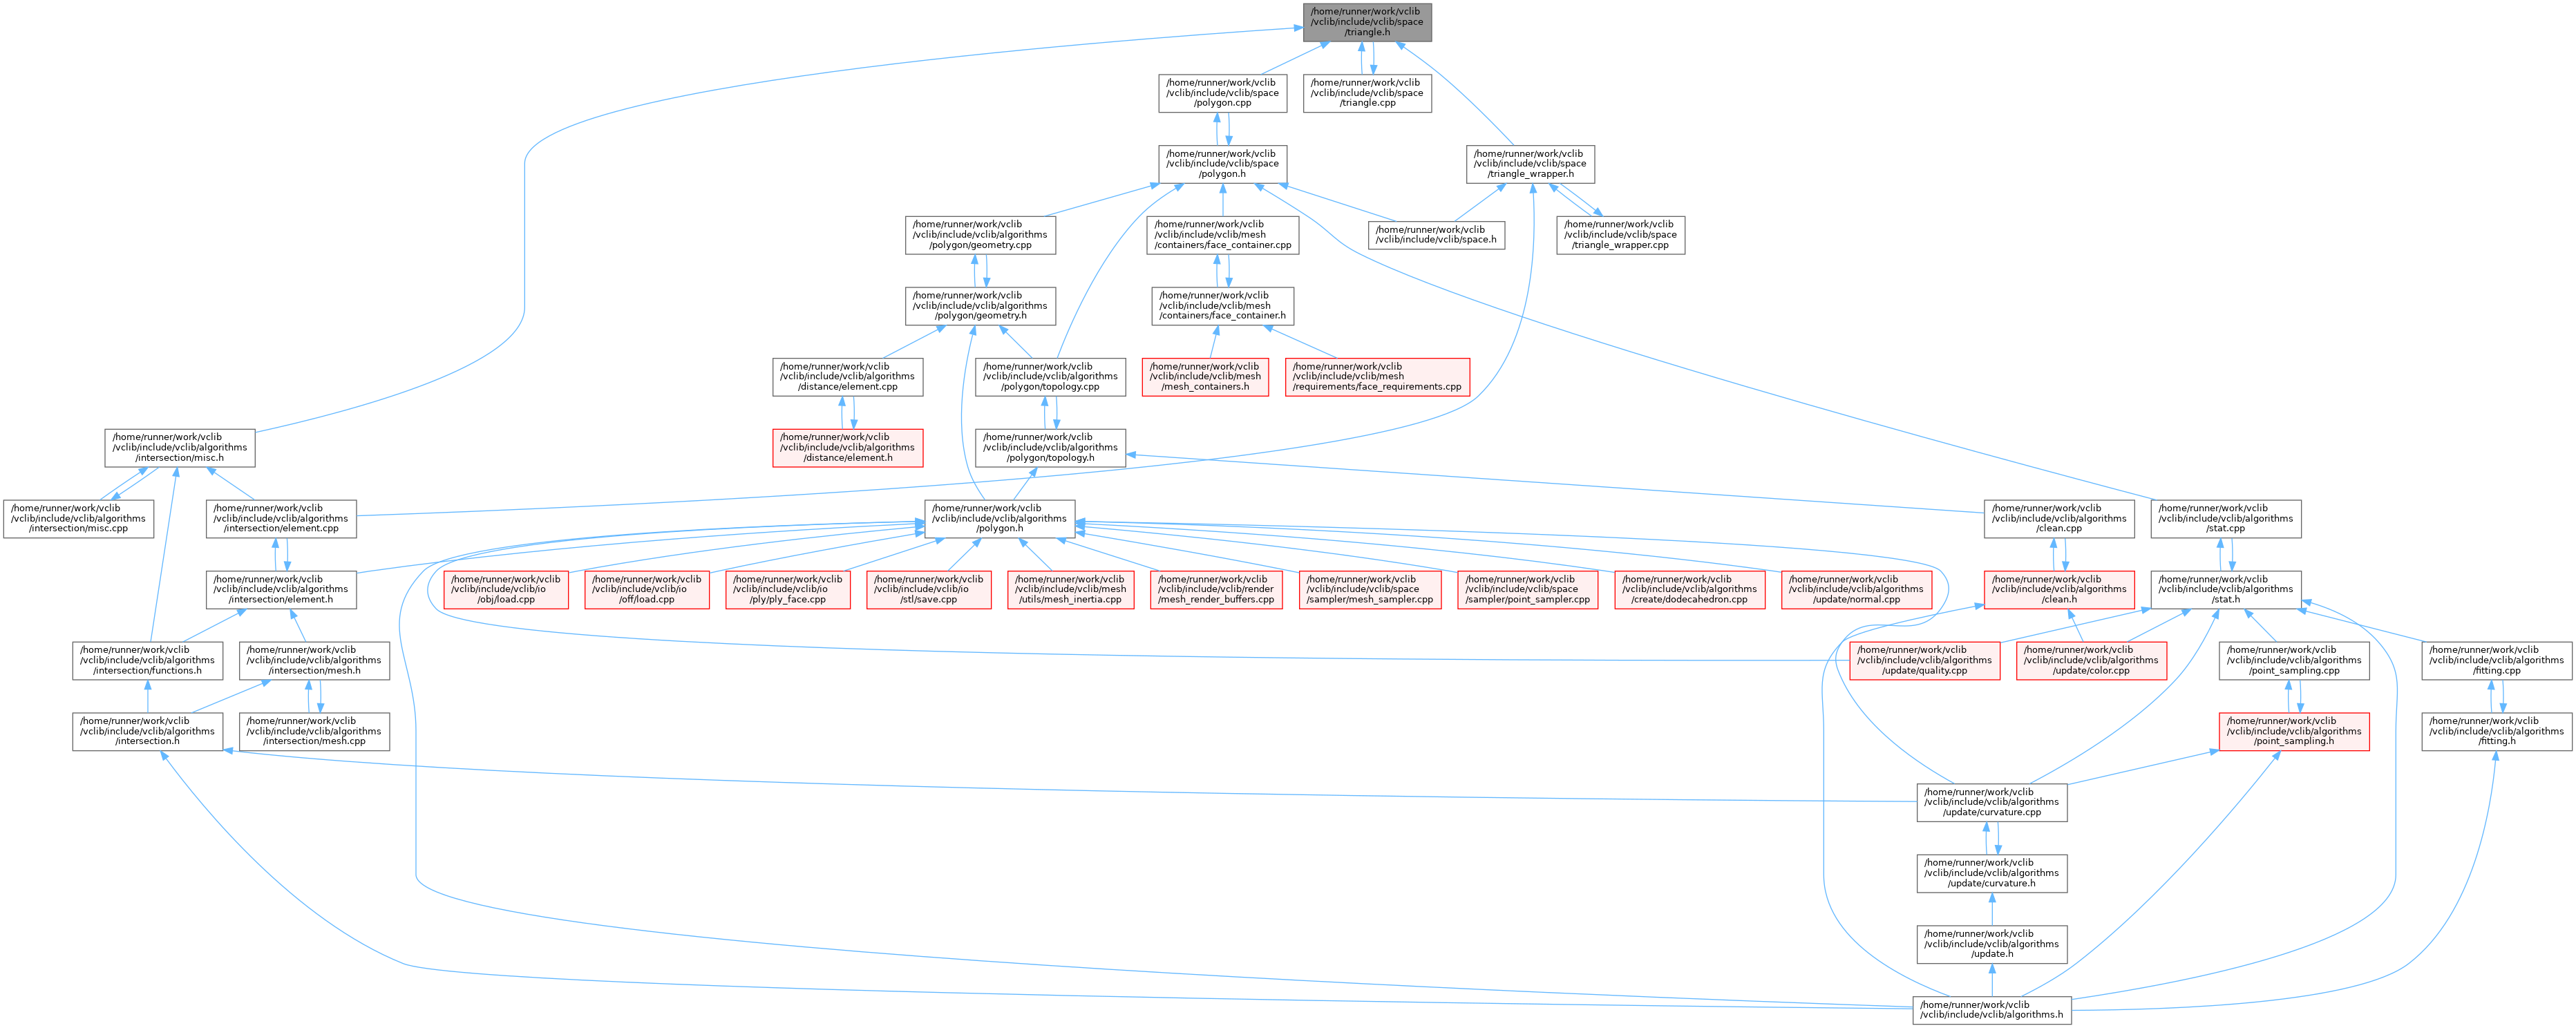 /home/runner/work/vclib
/vclib/include/vclib/space
/triangle.h
/home/runner/work/vclib
/vclib/include/vclib/space
/polygon.cpp
/home/runner/work/vclib
/vclib/include/vclib/space
/triangle.cpp
/home/runner/work/vclib
/vclib/include/vclib/space
/polygon.h
/home/runner/work/vclib
/vclib/include/vclib/space
/triangle_wrapper.h
/home/runner/work/vclib
/vclib/include/vclib/algorithms
/polygon/geometry.cpp
/home/runner/work/vclib
/vclib/include/vclib/mesh
/containers/face_container.cpp
/home/runner/work/vclib
/vclib/include/vclib/space.h
/home/runner/work/vclib
/vclib/include/vclib/space
/triangle_wrapper.cpp
/home/runner/work/vclib
/vclib/include/vclib/algorithms
/polygon/geometry.h
/home/runner/work/vclib
/vclib/include/vclib/mesh
/containers/face_container.h
/home/runner/work/vclib
/vclib/include/vclib/algorithms
/distance/element.cpp
/home/runner/work/vclib
/vclib/include/vclib/algorithms
/polygon/topology.cpp
/home/runner/work/vclib
/vclib/include/vclib/mesh
/mesh_containers.h
/home/runner/work/vclib
/vclib/include/vclib/mesh
/requirements/face_requirements.cpp
/home/runner/work/vclib
/vclib/include/vclib/algorithms
/intersection/misc.h
/home/runner/work/vclib
/vclib/include/vclib/algorithms
/distance/element.h
/home/runner/work/vclib
/vclib/include/vclib/algorithms
/polygon/topology.h
/home/runner/work/vclib
/vclib/include/vclib/algorithms
/intersection/misc.cpp
/home/runner/work/vclib
/vclib/include/vclib/algorithms
/intersection/element.cpp
/home/runner/work/vclib
/vclib/include/vclib/algorithms
/polygon.h
/home/runner/work/vclib
/vclib/include/vclib/algorithms
/clean.cpp
/home/runner/work/vclib
/vclib/include/vclib/algorithms
/stat.cpp
/home/runner/work/vclib
/vclib/include/vclib/algorithms
/intersection/element.h
/home/runner/work/vclib
/vclib/include/vclib/io
/obj/load.cpp
/home/runner/work/vclib
/vclib/include/vclib/io
/off/load.cpp
/home/runner/work/vclib
/vclib/include/vclib/io
/ply/ply_face.cpp
/home/runner/work/vclib
/vclib/include/vclib/io
/stl/save.cpp
/home/runner/work/vclib
/vclib/include/vclib/mesh
/utils/mesh_inertia.cpp
/home/runner/work/vclib
/vclib/include/vclib/render
/mesh_render_buffers.cpp
/home/runner/work/vclib
/vclib/include/vclib/space
/sampler/mesh_sampler.cpp
/home/runner/work/vclib
/vclib/include/vclib/space
/sampler/point_sampler.cpp
/home/runner/work/vclib
/vclib/include/vclib/algorithms
/create/dodecahedron.cpp
/home/runner/work/vclib
/vclib/include/vclib/algorithms
/update/normal.cpp
/home/runner/work/vclib
/vclib/include/vclib/algorithms
/clean.h
/home/runner/work/vclib
/vclib/include/vclib/algorithms
/stat.h
/home/runner/work/vclib
/vclib/include/vclib/algorithms
/intersection/functions.h
/home/runner/work/vclib
/vclib/include/vclib/algorithms
/intersection/mesh.h
/home/runner/work/vclib
/vclib/include/vclib/algorithms
/update/quality.cpp
/home/runner/work/vclib
/vclib/include/vclib/algorithms
/update/color.cpp
/home/runner/work/vclib
/vclib/include/vclib/algorithms
/point_sampling.cpp
/home/runner/work/vclib
/vclib/include/vclib/algorithms
/fitting.cpp
/home/runner/work/vclib
/vclib/include/vclib/algorithms
/intersection.h
/home/runner/work/vclib
/vclib/include/vclib/algorithms
/intersection/mesh.cpp
/home/runner/work/vclib
/vclib/include/vclib/algorithms
/point_sampling.h
/home/runner/work/vclib
/vclib/include/vclib/algorithms
/fitting.h
/home/runner/work/vclib
/vclib/include/vclib/algorithms
/update/curvature.cpp
/home/runner/work/vclib
/vclib/include/vclib/algorithms
/update/curvature.h
/home/runner/work/vclib
/vclib/include/vclib/algorithms
/update.h
/home/runner/work/vclib
/vclib/include/vclib/algorithms.h